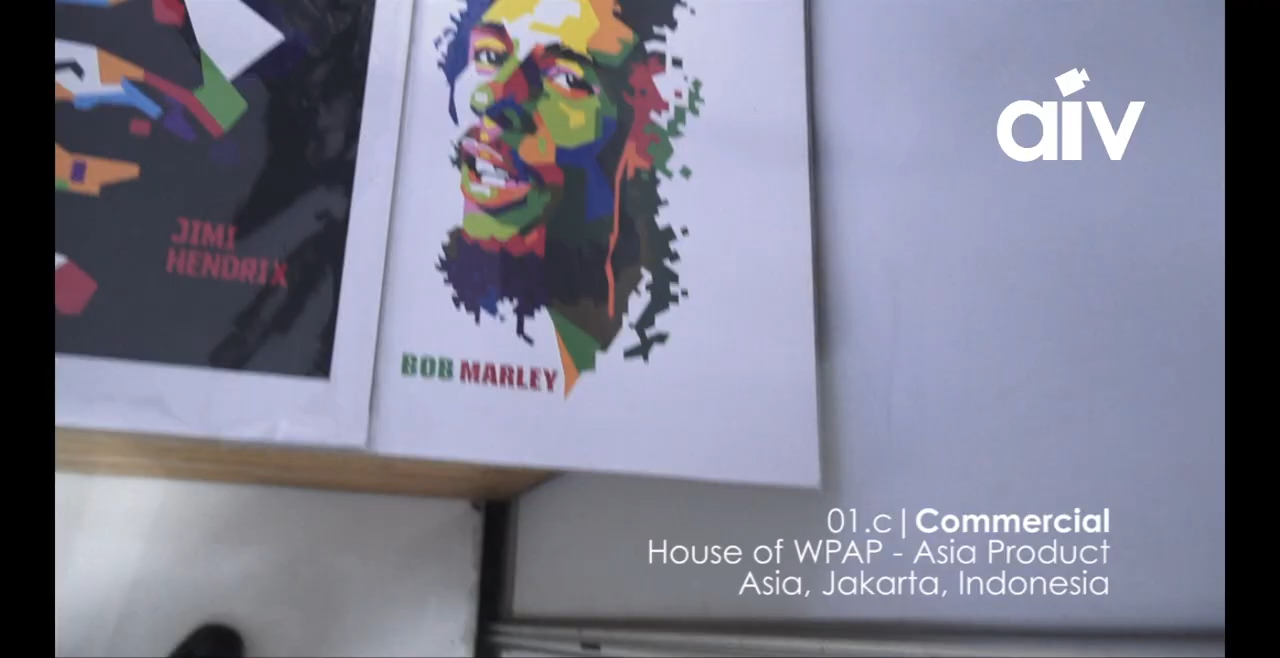 aiv
JIMI
HENDRIX
BOB MARLEY
01.c | Commercial
House of WPAP - Asia Product
Asia, Jakarta, Indonesia